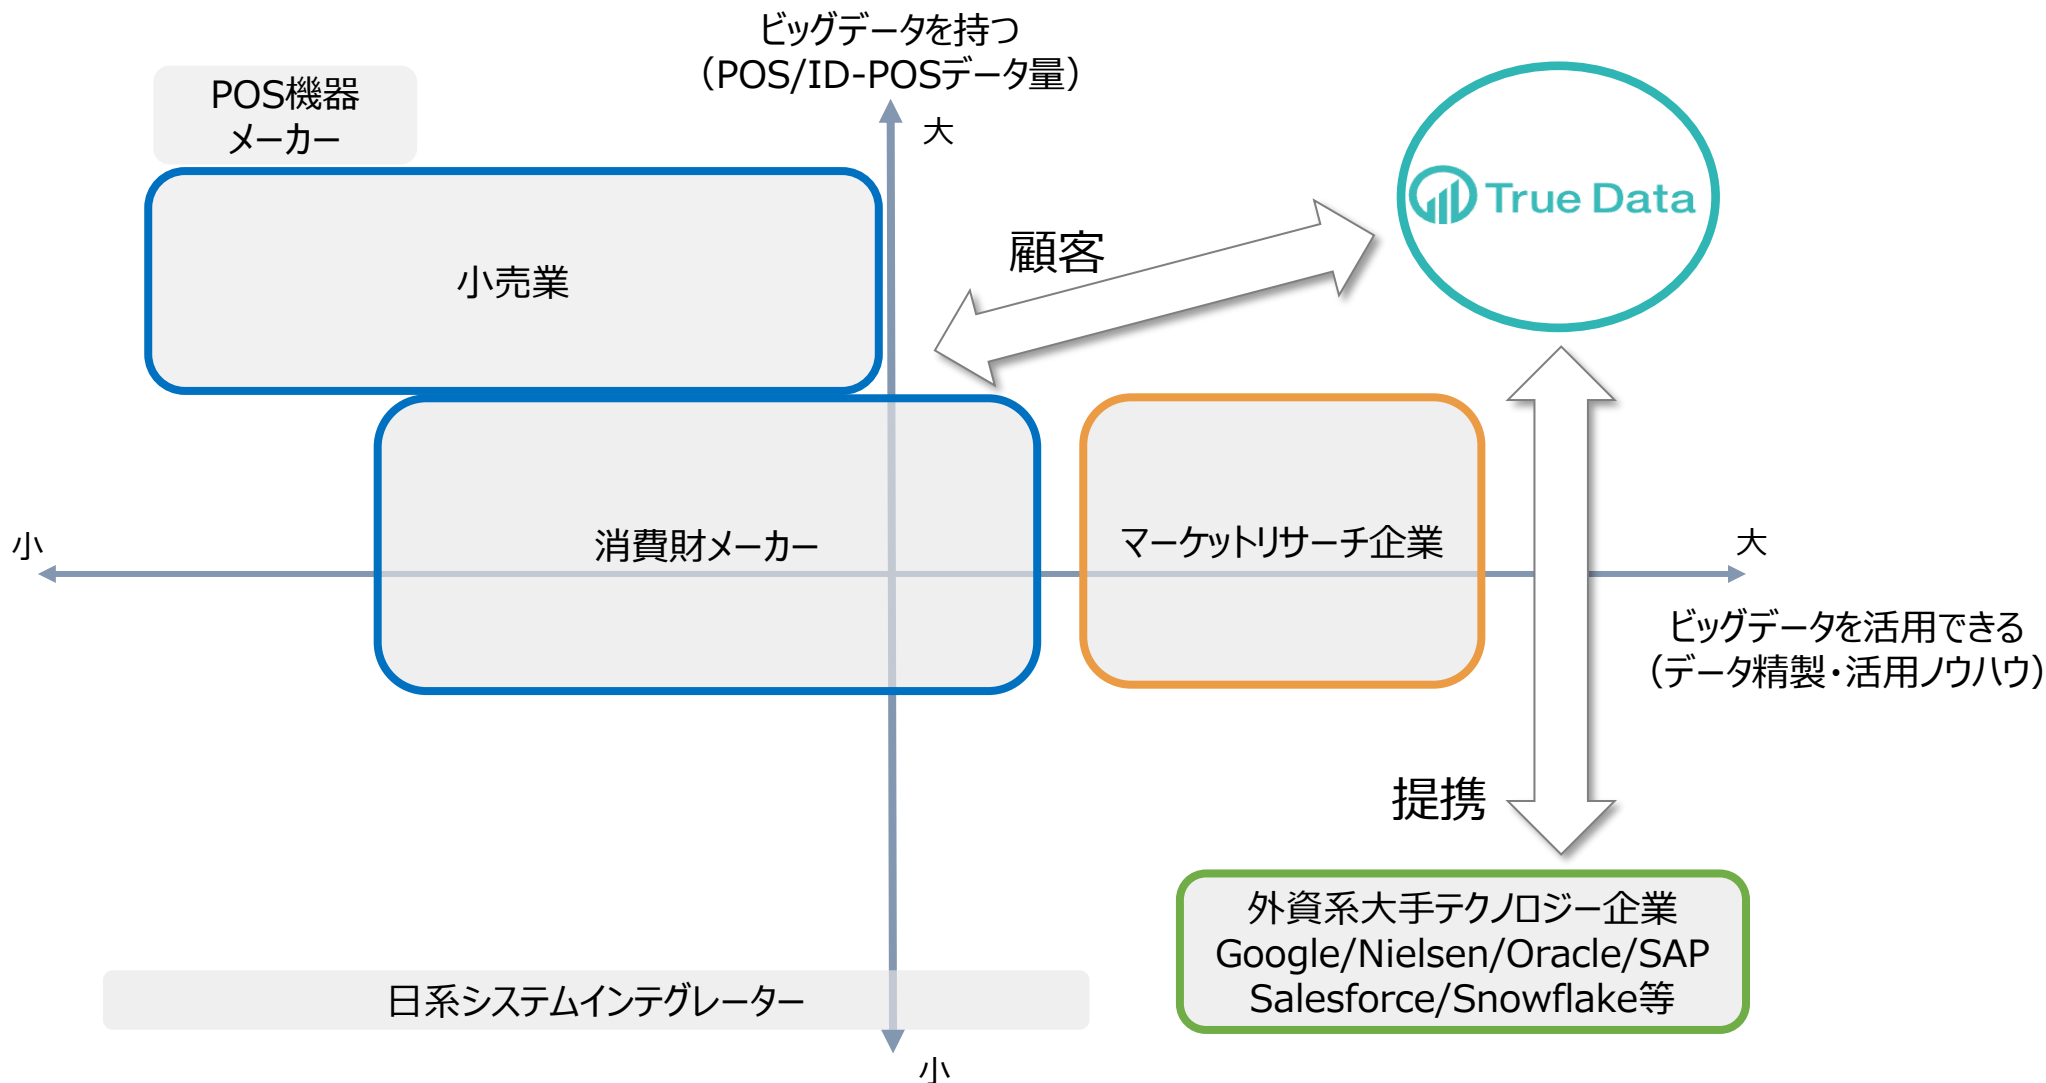 ビッグデータを持つ
（POS/ID-POSデータ量）
大
POS機器
メーカー
True Data
顧客
小売業
小
消費財メーカー
マーケットリサーチ企業
大
ビッグデータを活用できる
（データ精製・活用ノウハウ）
提携
外資系大手テクノロジー企業
Google/Nielsen/Oracle/SAP
Salesforce/Snowflake等
日系システムインテグレーター
小